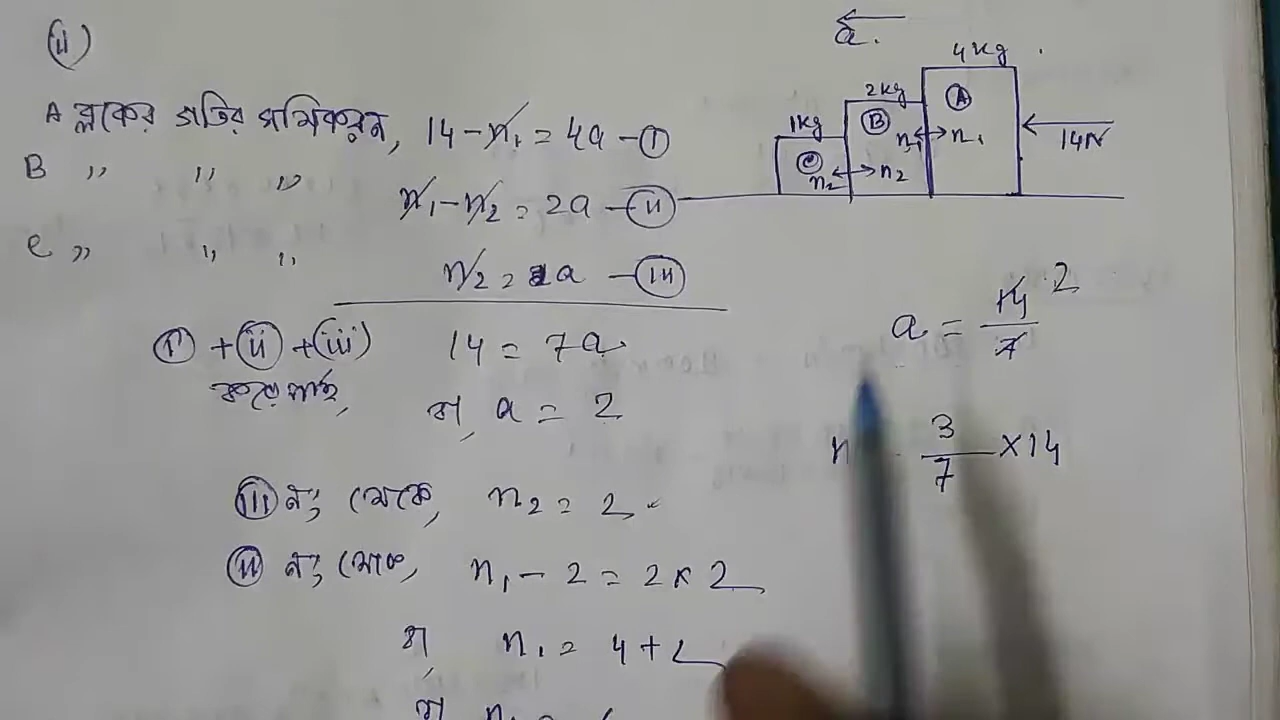 (ii)
A ব্লকের গতির সমিকরন, 14 - n₁ = 4a - (i)
B ,, ,, ,, n₁ - n₂ = 2a - (ii)
C ,, ,, ,, n₂ = a - (iii)
(i) + (ii) + (iii) 14 = 7a
করে পাই,
বা, a = 2
(iii) নং থেকে, n₂ = 2
(ii) নং থেকে, n₁ - 2 = 2 × 2
বা, n₁ = 4 + 2
বা
a.
4kg
2kg
1kg
A
B
C
n₁ n₁
n₂ n₂
14N
a = 14/7 2
3/7 × 14